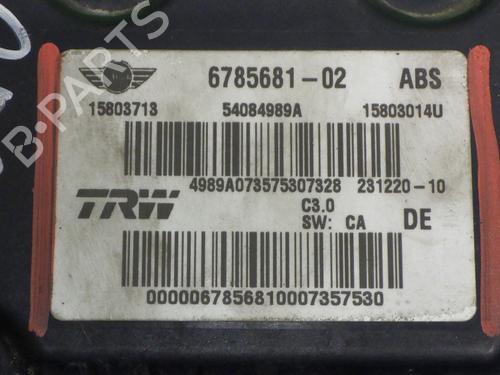 6785681-02 ABS
15803713 54084989A 15803014U
4989A073575307328 231220-10
TRW C3.0
SW: CA DE
0000067856810007357530
B-PARTS